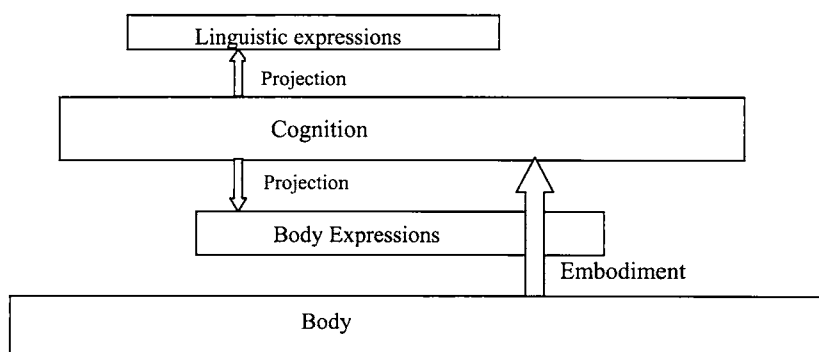 Linguistic expressions
Projection
Cognition
Projection
Body Expressions
Embodiment
Body